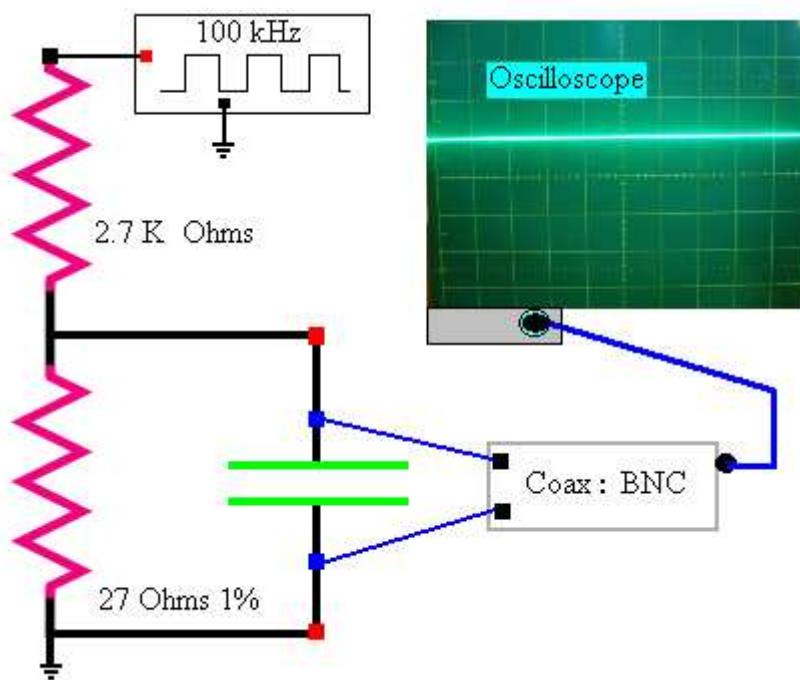 100 kHz
Oscilloscope
2.7 K Ohms
Coax : BNC
27 Ohms 1%